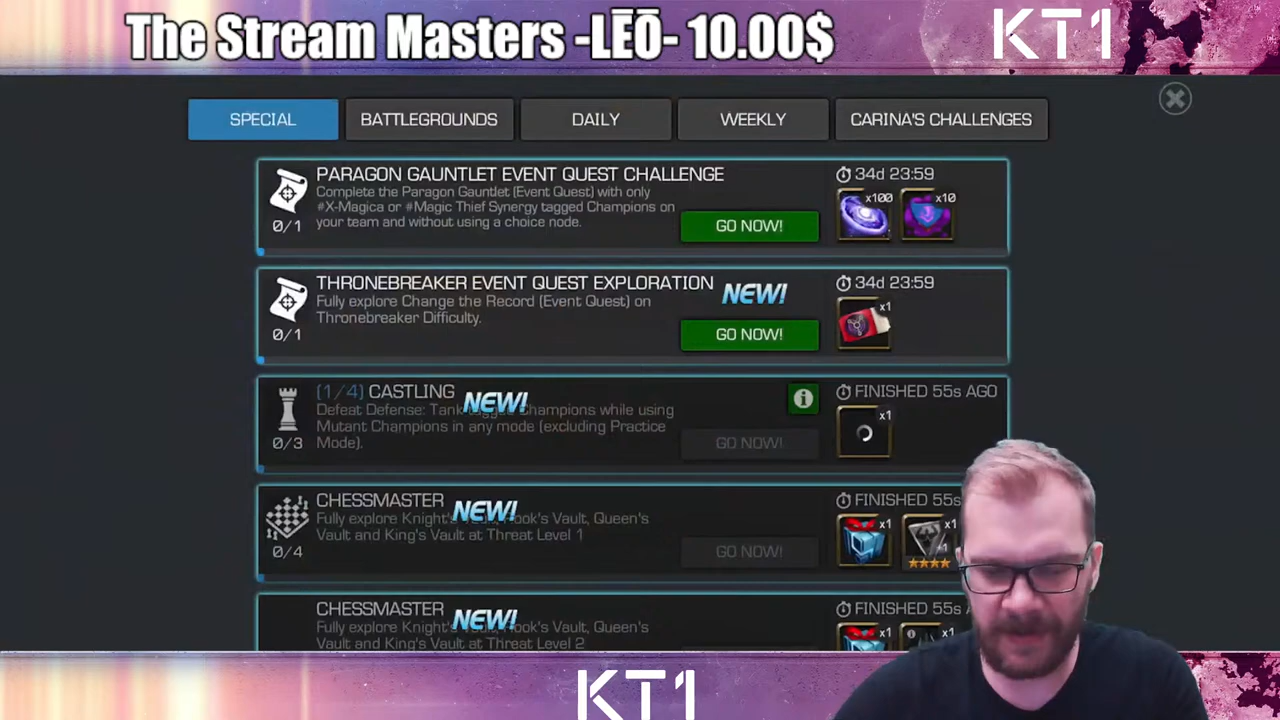 The Stream Masters -LĒŌ- 10.00$
KT1
SPECIAL
BATTLEGROUNDS
DAILY
WEEKLY
CARINA'S CHALLENGES
PARAGON GAUNTLET EVENT QUEST CHALLENGE
Complete the Paragon Gauntlet (Event Quest) with only
#X-Magica or #Magic Thief Synergy tagged Champions on
your team and without using a choice node.
0/1
GO NOW!
34d 23:59
x100
x10
THRONEBREAKER EVENT QUEST EXPLORATION
NEW!
Fully explore Change the Record (Event Quest) on
Thronebreaker Difficulty.
0/1
GO NOW!
34d 23:59
x1
(1/4) CASTLING
NEW!
Defeat Defense: Tank tagged Champions while using
Mutant Champions in any mode (excluding Practice
Mode).
0/3
GO NOW!
FINISHED 55s AGO
x1
CHESSMASTER
NEW!
Fully explore Knight's Vault, Rook's Vault, Queen's
Vault and King's Vault at Threat Level 1
0/4
GO NOW!
FINISHED 55s
x1
x1
x1
CHESSMASTER
NEW!
Fully explore Knight's Vault, Rook's Vault, Queen's
Vault and King's Vault at Threat Level 2
FINISHED 55s
x1
x1
KT1